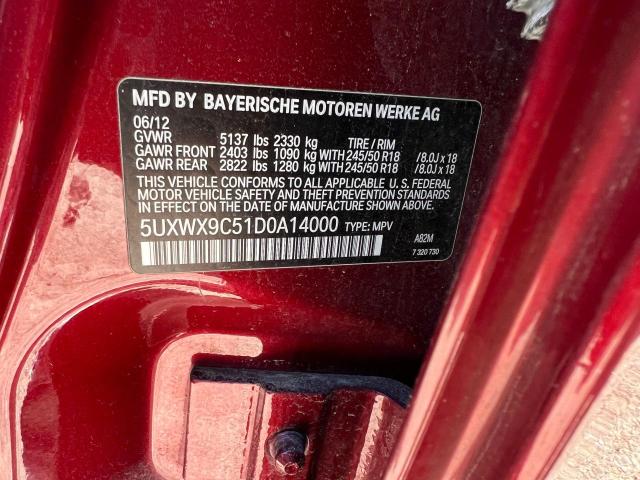 MFD BY BAYERISCHE MOTOREN WERKE AG
06/12
GVWR 5137 lbs 2330 kg TIRE / RIM
GAWR FRONT 2403 lbs 1090 kg WITH 245/50 R18 / 8.0J x 18
GAWR REAR 2822 lbs 1280 kg WITH 245/50 R18 / 8.0J x 18
THIS VEHICLE CONFORMS TO ALL APPLICABLE U. S. FEDERAL
MOTOR VEHICLE SAFETY AND THEFT PREVENTION STANDARDS
IN EFFECT ON THE DATE OF MANUFACTURE SHOWN ABOVE.
5UXWX9C51D0A14000 TYPE: MPV
A82M
7 320 730